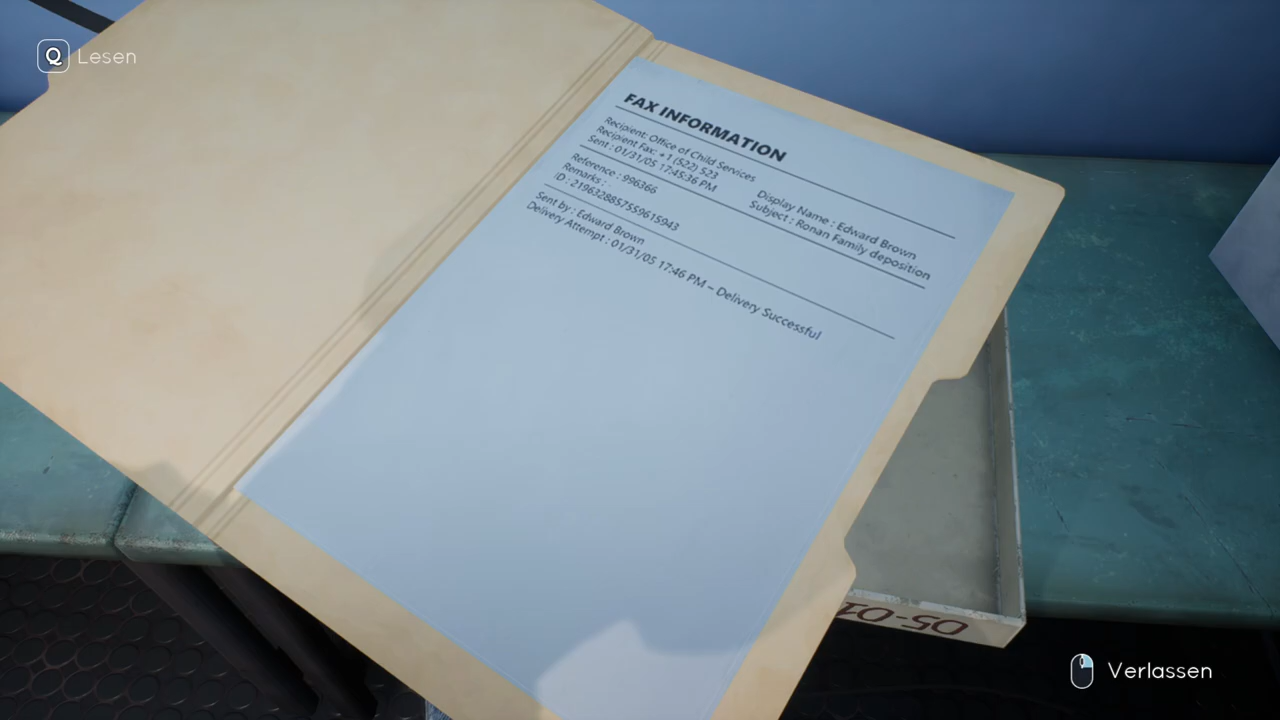 Q Lesen
FAX INFORMATION
Recipient: Office of Child Services
Recipient Fax: +1 (522) 523
Sent : 01/31/05 17:45:36 PM
Display Name : Edward Brown
Subject : Ronan Family deposition
Reference : 996366
Remarks : -
ID : 2196328857559615943
Sent by : Edward Brown
Delivery Attempt : 01/31/05 17:46 PM – Delivery Successful
05-01
Verlassen